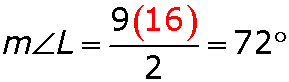 m∠L = 9(16)/2 = 72°